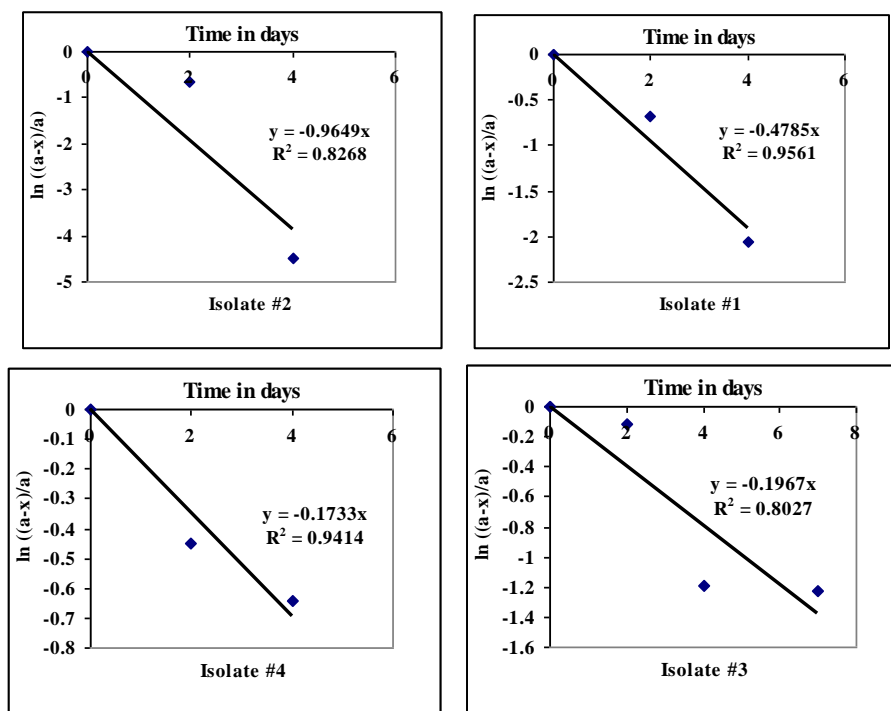 Time in days
0
-1
-2
-3
-4
-5
0 2 4 6
ln ((a-x)/a)
y = -0.9649x
R² = 0.8268
Isolate #2
Time in days
0
-0.5
-1
-1.5
-2
-2.5
0 2 4 6
ln ((a-x)/a)
y = -0.4785x
R² = 0.9561
Isolate #1
Time in days
0
-0.1
-0.2
-0.3
-0.4
-0.5
-0.6
-0.7
-0.8
0 2 4 6
ln ((a-x)/a)
y = -0.1733x
R² = 0.9414
Isolate #4
Time in days
0
-0.2
-0.4
-0.6
-0.8
-1
-1.2
-1.4
-1.6
0 2 4 6 8
ln ((a-x)/a)
y = -0.1967x
R² = 0.8027
Isolate #3